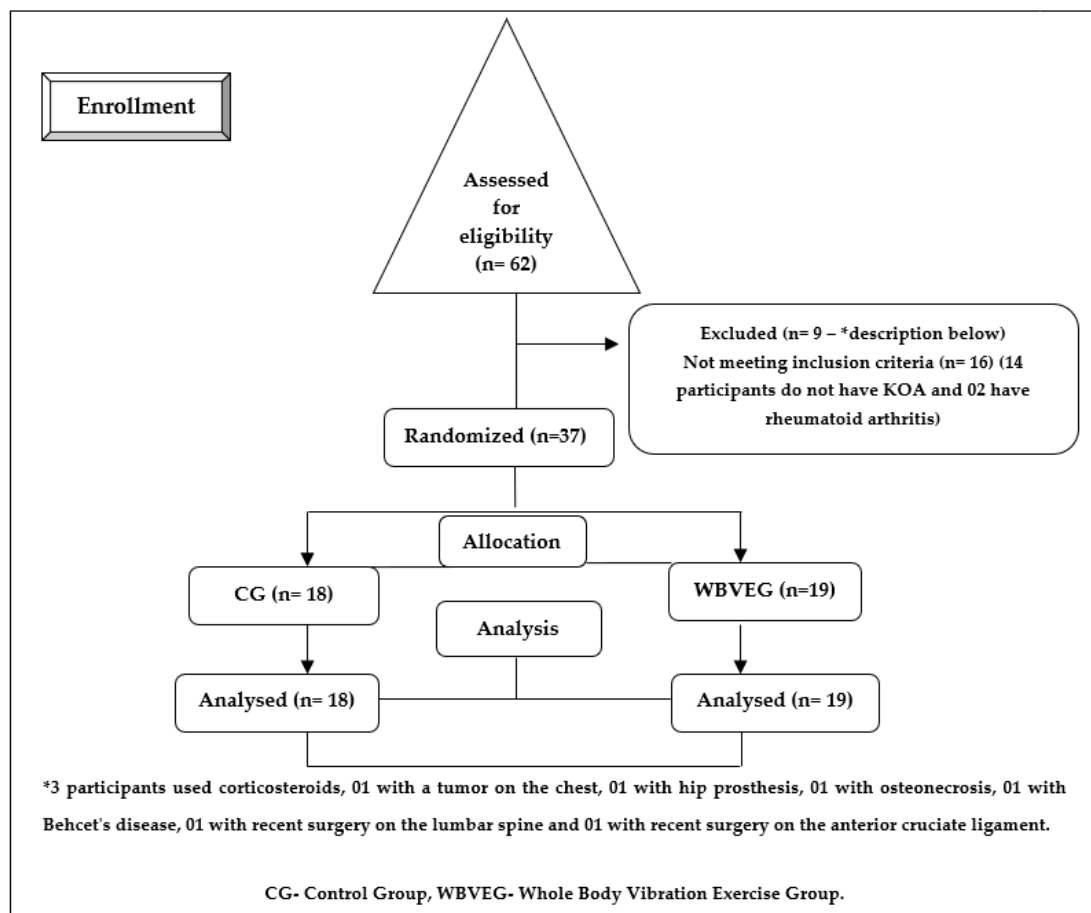 Enrollment
Assessed
for
eligibility
(n= 62)
Excluded (n= 9 – *description below)
Not meeting inclusion criteria (n= 16) (14
participants do not have KOA and 02 have
rheumatoid arthritis)
Randomized (n=37)
Allocation
CG (n= 18)
WBVEG (n=19)
Analysis
Analysed (n= 18)
Analysed (n= 19)
*3 participants used corticosteroids, 01 with a tumor on the chest, 01 with hip prosthesis, 01 with osteonecrosis, 01 with
Behcet's disease, 01 with recent surgery on the lumbar spine and 01 with recent surgery on the anterior cruciate ligament.
CG- Control Group, WBVEG- Whole Body Vibration Exercise Group.